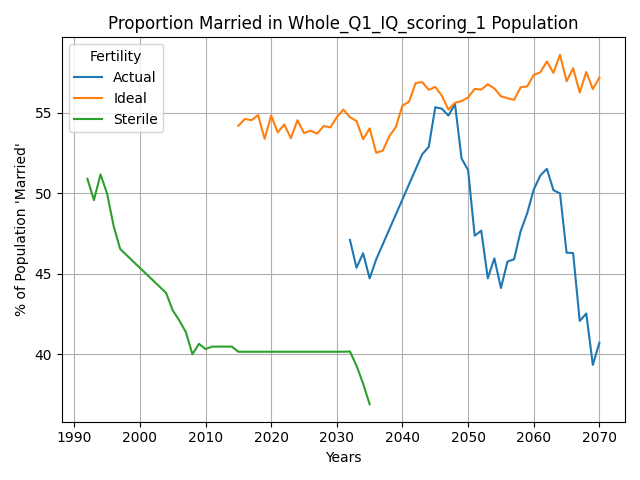 Proportion Married in Whole_Q1_IQ_scoring_1 Population
Fertility
Actual
Ideal
Sterile
% of Population 'Married'
55
50
45
40
1990 2000 2010 2020 2030 2040 2050 2060 2070
Years